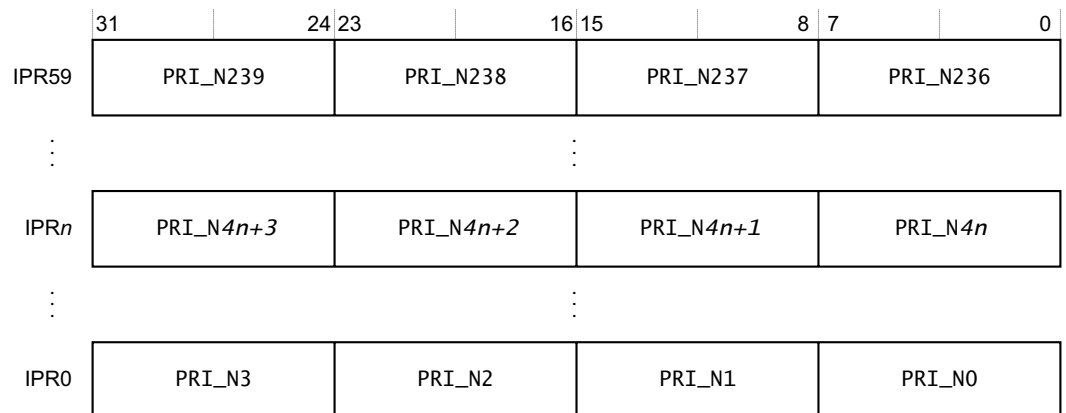 31 24 23 16 15 8 7 0
IPR59 PRI_N239 PRI_N238 PRI_N237 PRI_N236
IPRn PRI_N4n+3 PRI_N4n+2 PRI_N4n+1 PRI_N4n
IPR0 PRI_N3 PRI_N2 PRI_N1 PRI_N0